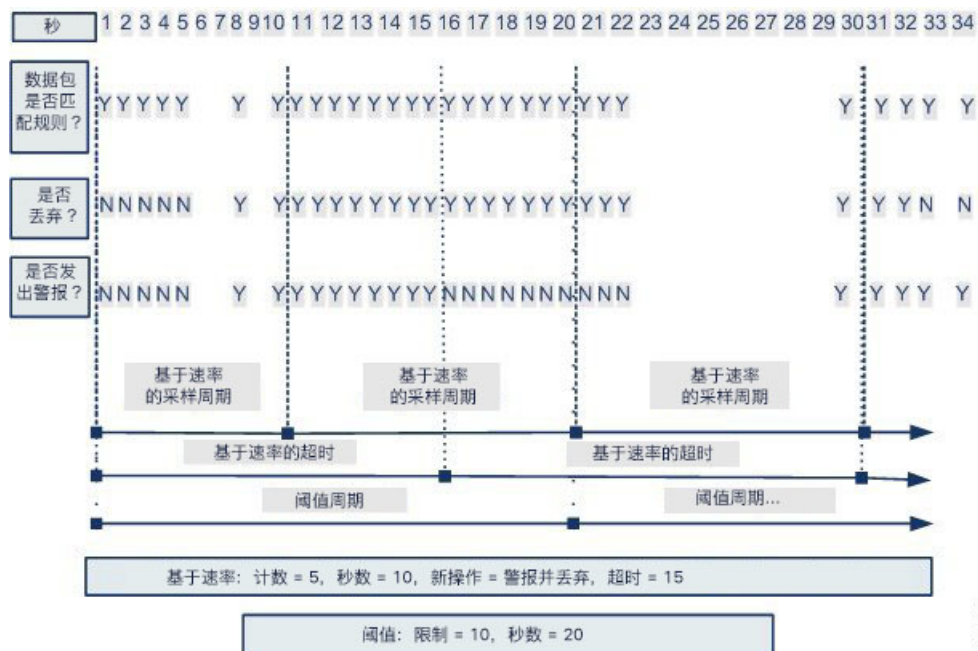 秒 1 2 3 4 5 6 7 8 9 10 11 12 13 14 15 16 17 18 19 20 21 22 23 24 25 26 27 28 29 30 31 32 33 34
数据包
是否匹
配规则？
Y Y Y Y Y Y Y Y Y Y Y Y Y Y Y Y Y Y Y Y Y Y Y Y Y
是否
丢弃？
N N N N N Y Y Y Y Y Y Y Y Y Y Y Y Y Y Y Y Y Y Y Y Y N N
是否发
出警报？
N N N N N Y Y Y Y Y Y Y Y Y N N N N N N N N N N Y Y Y Y Y
基于速率
的采样周期
基于速率
的采样周期
基于速率
的采样周期
基于速率的超时
基于速率的超时
阈值周期
阈值周期...
基于速率：计数 = 5，秒数 = 10，新操作 = 警报并丢弃，超时 = 15
阈值：限制 = 10，秒数 = 20